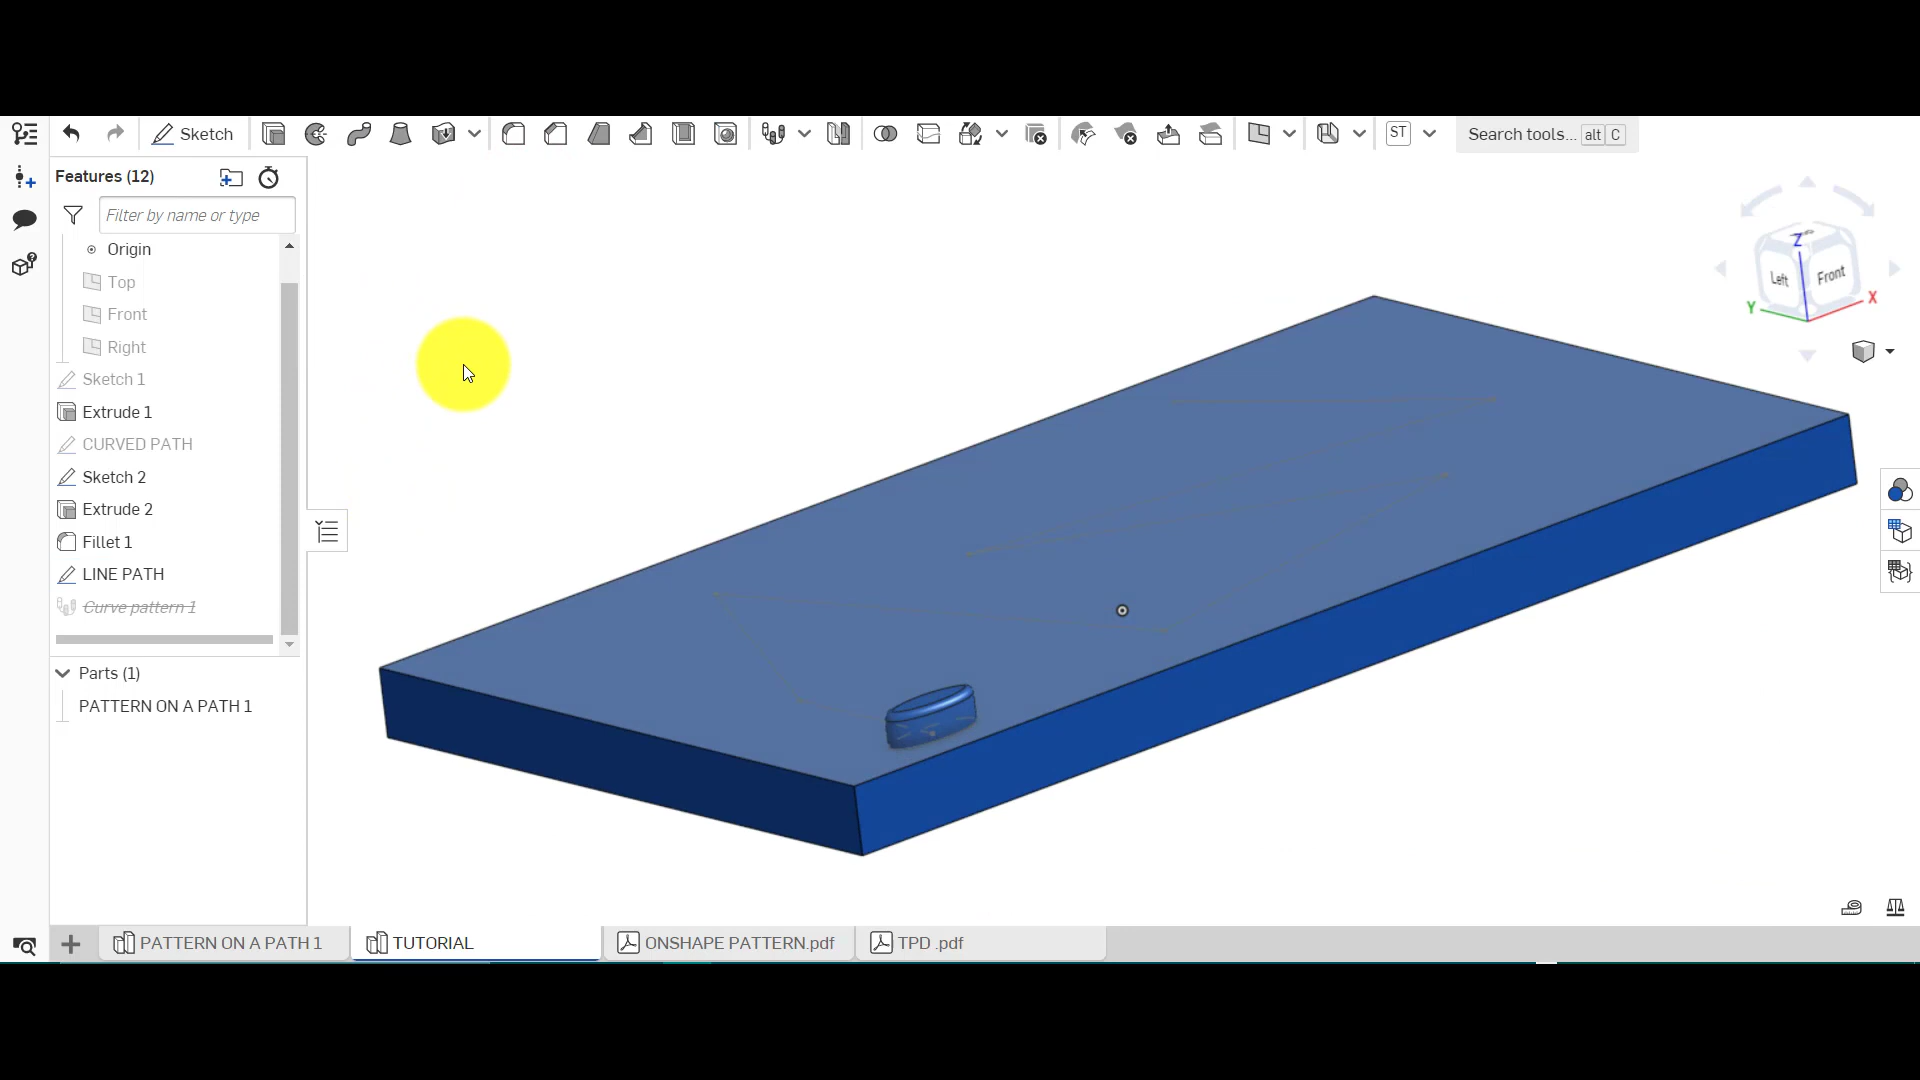 Sketch
ST
Search tools... alt C
Features (12)
Filter by name or type
Origin
Top
Front
Right
Sketch 1
Extrude 1
CURVED PATH
Sketch 2
Extrude 2
Fillet 1
LINE PATH
Curve pattern 1
Parts (1)
PATTERN ON A PATH 1
Z
Left
Front
Y
X
PATTERN ON A PATH 1
TUTORIAL
ONSHAPE PATTERN.pdf
TPD .pdf